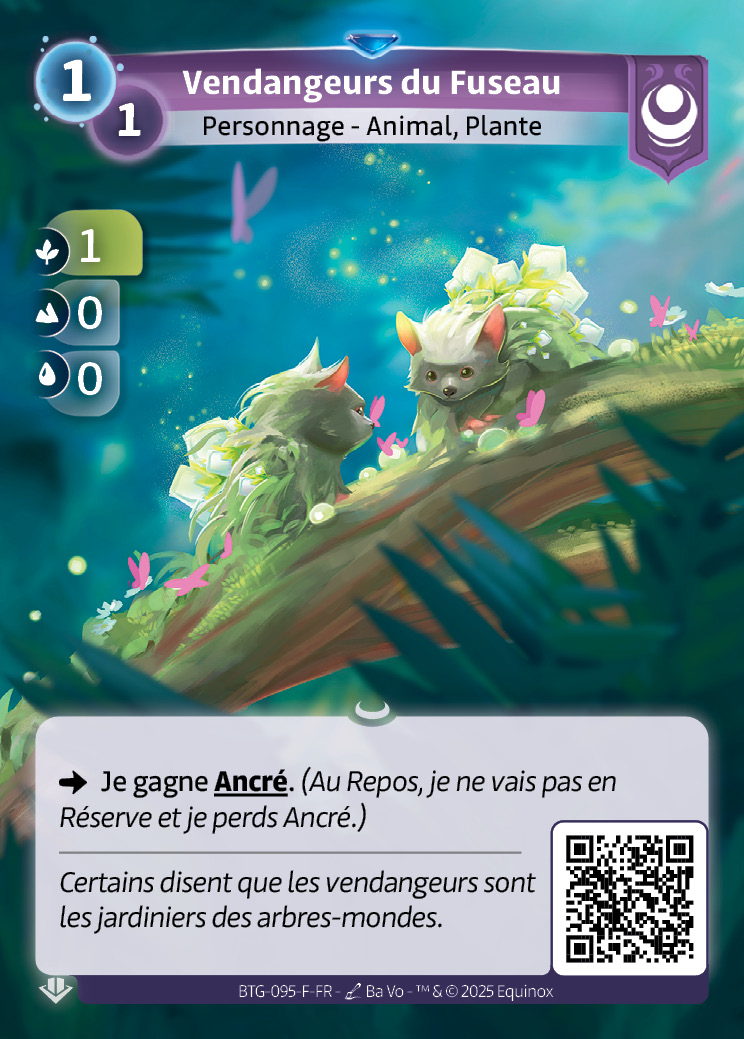 1
Vendangeurs du Fuseau
1
Personnage - Animal, Plante
1
0
0
Je gagne Ancré. (Au Repos, je ne vais pas en
Réserve et je perds Ancré.)
Certains disent que les vendangeurs sont
les jardiniers des arbres-mondes.
BTG-095-F-FR - Ba Vo - ™ & © 2025 Equinox